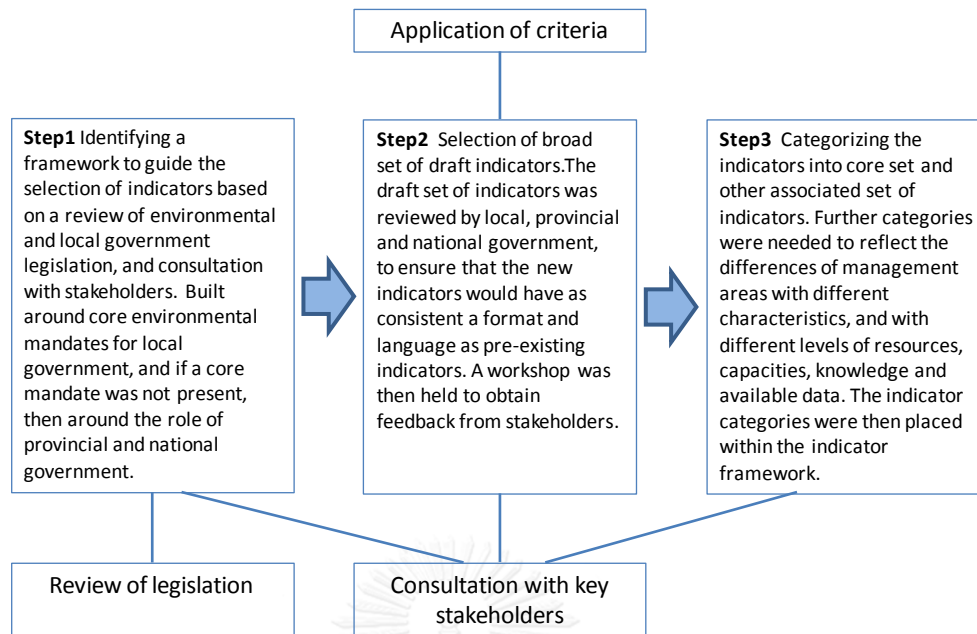 Application of criteria
Step1 Identifying a
framework to guide the
selection of indicators based
on a review of environmental
and local government
legislation, and consultation
with stakeholders. Built
around core environmental
mandates for local
government, and if a core
mandate was not present,
then around the role of
provincial and national
government.
Step2 Selection of broad
set of draft indicators.The
draft set of indicators was
reviewed by local, provincial
and national government,
to ensure that the new
indicators would have as
consistent a format and
language as pre-existing
indicators. A workshop was
then held to obtain
feedback from stakeholders.
Step3 Categorizing the
indicators into core set and
other associated set of
indicators. Further categories
were needed to reflect the
differences of management
areas with different
characteristics, and with
different levels of resources,
capacities, knowledge and
available data. The indicator
categories were then placed
within the indicator
framework.
Review of legislation
Consultation with key
stakeholders